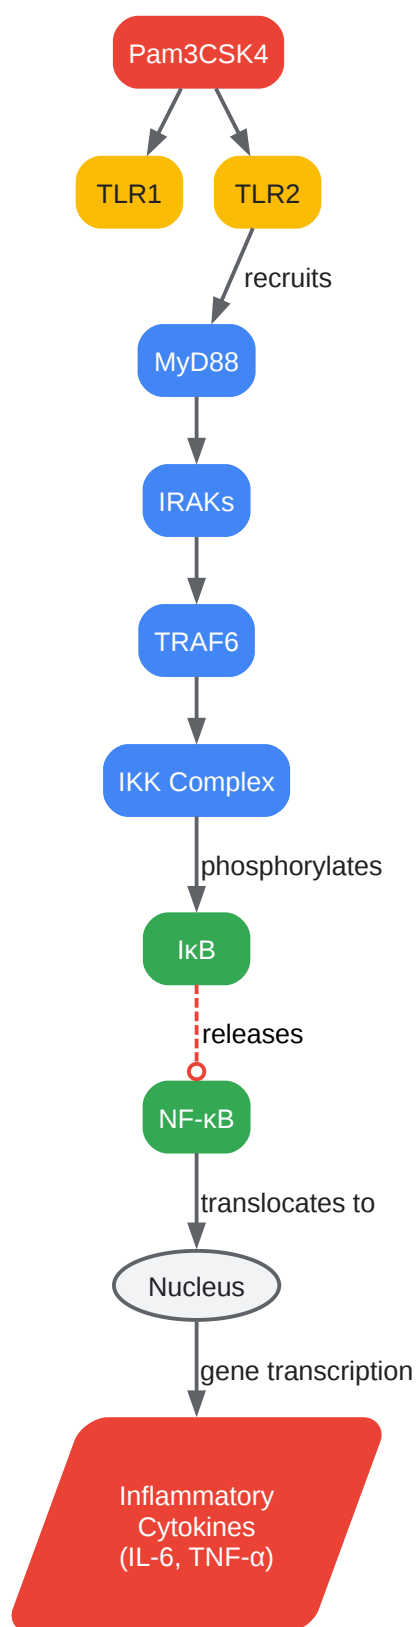 Pam3CSK4
TLR1
TLR2
recruits
MyD88
IRAKs
TRAF6
IKK Complex
phosphorylates
IκB
releases
NF-κB
translocates to
Nucleus
gene transcription
Inflammatory
Cytokines
(IL-6, TNF-α)